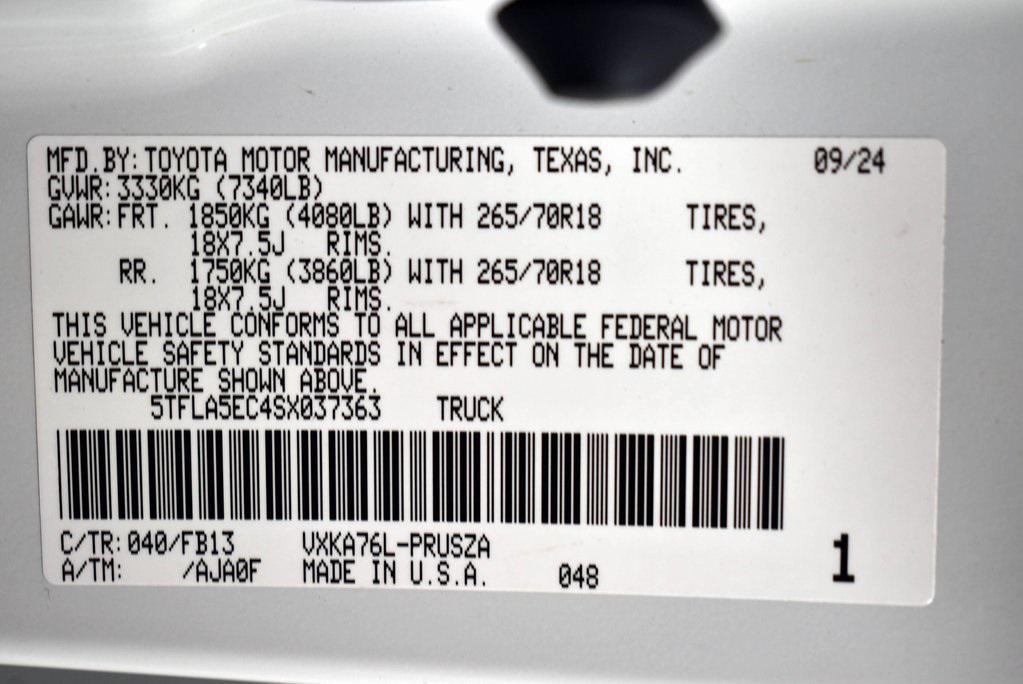 MFD.BY: TOYOTA MOTOR MANUFACTURING, TEXAS, INC. 09/24
GVWR: 3330KG (7340LB)
GAWR: FRT. 1850KG (4080LB) WITH 265/70R18 TIRES,
18X7.5J RIMS.
RR. 1750KG (3860LB) WITH 265/70R18 TIRES,
18X7.5J RIMS.
THIS VEHICLE CONFORMS TO ALL APPLICABLE FEDERAL MOTOR
VEHICLE SAFETY STANDARDS IN EFFECT ON THE DATE OF
MANUFACTURE SHOWN ABOVE.
5TFLA5EC4SX037363 TRUCK
C/TR: 040/FB13 VXKA76L-PRUSZA
A/TM: /AJA0F MADE IN U.S.A. 048 1